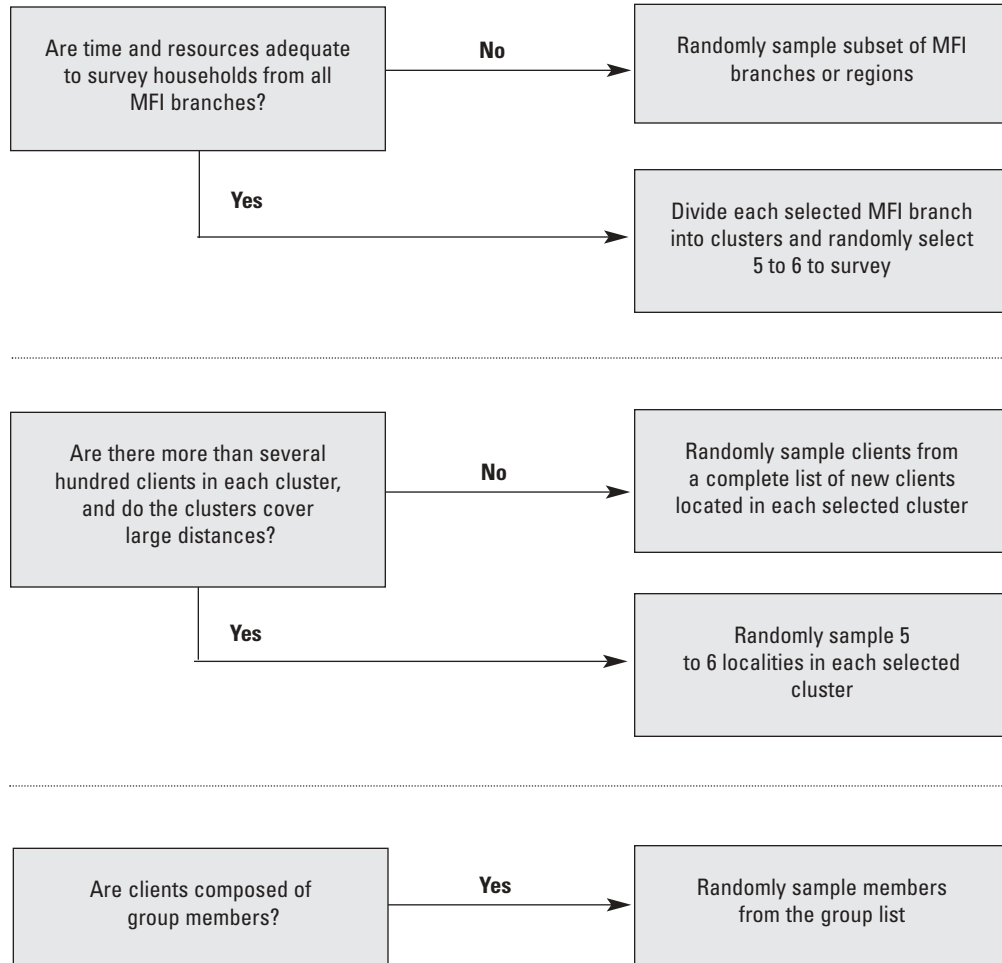 Are time and resources adequate
to survey households from all
MFI branches?
No
Randomly sample subset of MFI
branches or regions
Yes
Divide each selected MFI branch
into clusters and randomly select
5 to 6 to survey
Are there more than several
hundred clients in each cluster,
and do the clusters cover
large distances?
No
Randomly sample clients from
a complete list of new clients
located in each selected cluster
Yes
Randomly sample 5
to 6 localities in each selected
cluster
Are clients composed of
group members?
Yes
Randomly sample members
from the group list